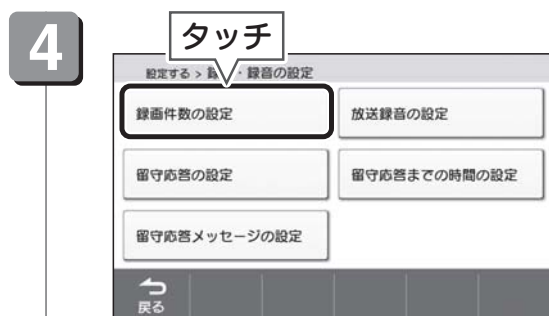 4
タッチ
設定する > 録画・録音の設定
録画件数の設定
放送録音の設定
留守応答の設定
留守応答までの時間の設定
留守応答メッセージの設定
戻る